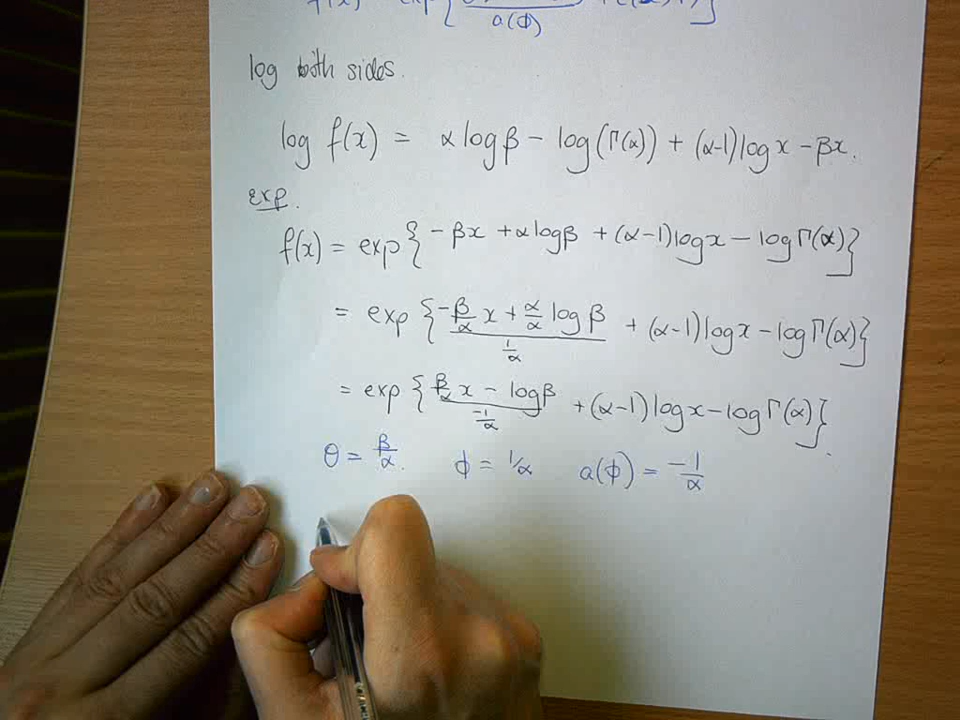 a(ϕ)
log both sides.
log f(x) = α log β − log(Γ(α)) + (α-1) log x − βx.
exp.
f(x) = exp{ − βx + α log β + (α−1) log x − log Γ(α)}
= exp { (−β/α x + α/α log β) / (1/α) + (α−1) log x − log Γ(α)}
= exp { (β/α x − log β) / (−1/α) + (α−1) log x − log Γ(α)}.
θ = β/α. ϕ = 1/α a(ϕ) = −1/α